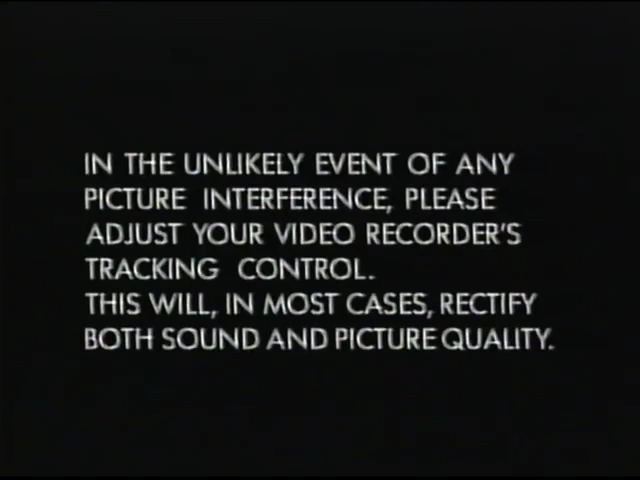 IN THE UNLIKELY EVENT OF ANY
PICTURE INTERFERENCE, PLEASE
ADJUST YOUR VIDEO RECORDER'S
TRACKING CONTROL.
THIS WILL, IN MOST CASES, RECTIFY
BOTH SOUND AND PICTURE QUALITY.